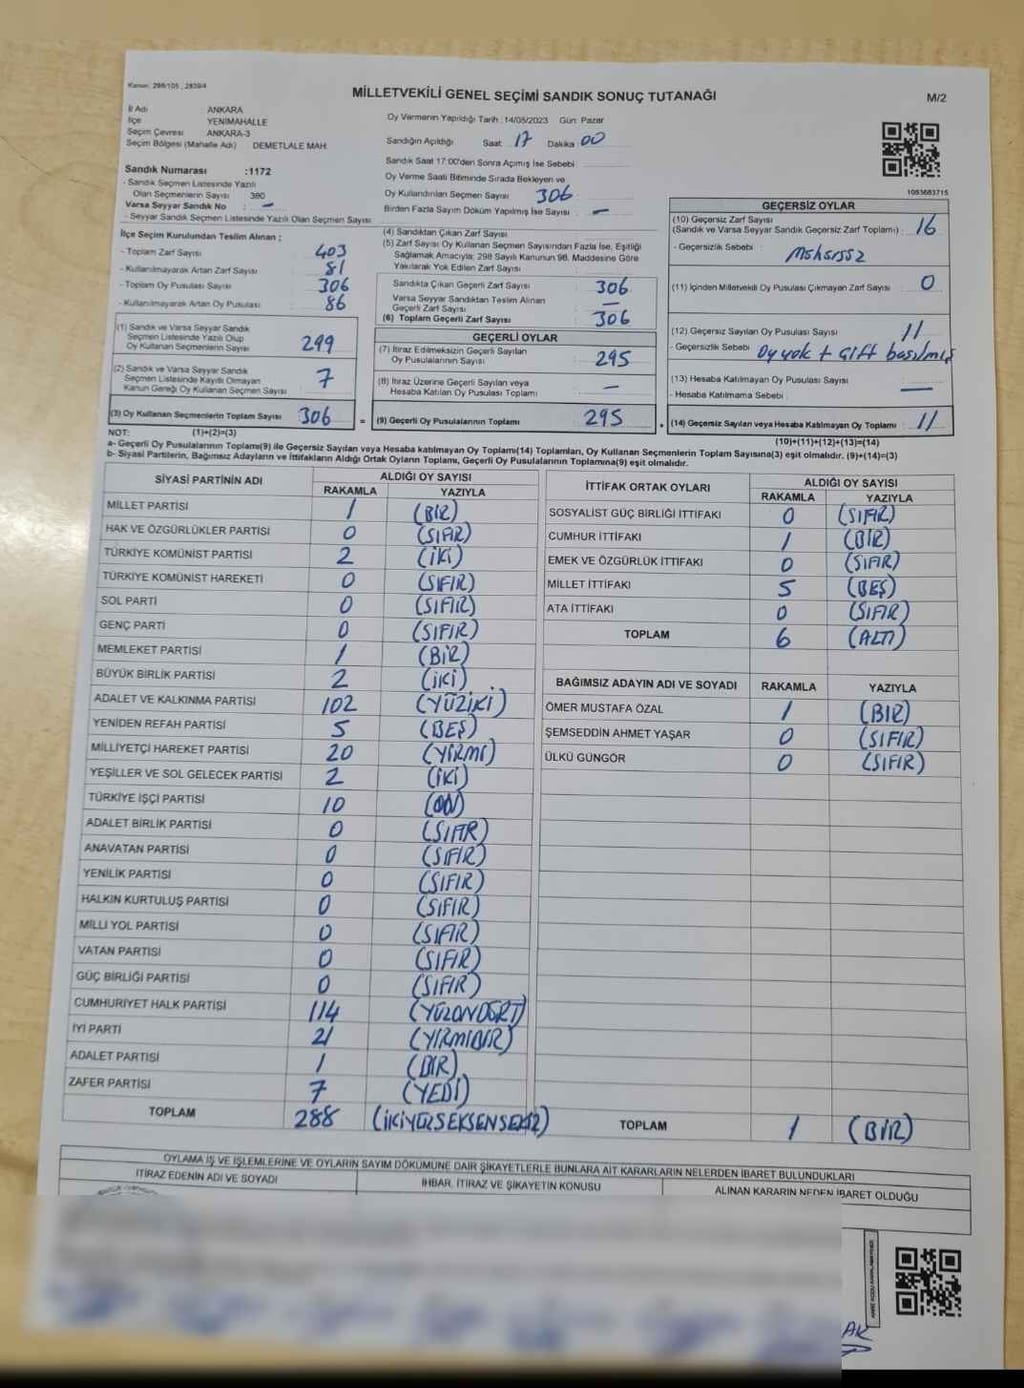 Kanun: 298/105 , 2839/4
MİLLETVEKİLİ GENEL SEÇİMİ SANDIK SONUÇ TUTANAĞI
M/2
İl Adı : ANKARA
İlçe : YENİMAHALLE
Seçim Çevresi : ANKARA-3
Seçim Bölgesi (Mahalle Adı) : DEMETLALE MAH.
Oy Vermenin Yapıldığı Tarih : 14/05/2023 Gün: Pazar
Sandığın Açıldığı Saat 17 Dakika 00
Sandık Saat 17:00'den Sonra Açılmış İse Sebebi
Oy Verme Saati Bitiminde Sırada Bekleyen ve
Oy Kullandırılan Seçmen Sayısı 306
Birden Fazla Sayım Döküm Yapılmış İse Sayısı : —
Sandık Numarası :1172
- Sandık Seçmen Listesinde Yazılı
Olan Seçmenlerin Sayısı 380
Varsa Seyyar Sandık No : —
- Seyyar Sandık Seçmen Listesinde Yazılı Olan Seçmen Sayısı:
1083683715
İlçe Seçim Kurulundan Teslim Alınan ;
- Toplam Zarf Sayısı 403
- Kullanılmayarak Artan Zarf Sayısı 81
- Toplam Oy Pusulası Sayısı 306
- Kullanılmayarak Artan Oy Pusulası 86
(1) Sandık ve Varsa Seyyar Sandık
Seçmen Listesinde Yazılı Olup
Oy Kullanan Seçmenlerin Sayısı 299
(2) Sandık ve Varsa Seyyar Sandık
Seçmen Listesinde Kayıtlı Olmayan
Kanun Gereği Oy Kullanan Seçmen Sayısı 7
(3) Oy Kullanan Seçmenlerin Toplam Sayısı 306
(4) Sandıktan Çıkan Zarf Sayısı
(5) Zarf Sayısı Oy Kullanan Seçmen Sayısından Fazla İse, Eşitliği
Sağlamak Amacıyla; 298 Sayılı Kanunun 98. Maddesine Göre
Yakılarak Yok Edilen Zarf Sayısı
Sandıkta Çıkan Geçerli Zarf Sayısı 306
Varsa Seyyar Sandıktan Teslim Alınan
Geçerli Zarf Sayısı —
(6) Toplam Geçerli Zarf Sayısı 306
GEÇERLİ OYLAR
(7) İtiraz Edilmeksizin Geçerli Sayılan
Oy Pusulalarının Sayısı 295
(8) İtiraz Üzerine Geçerli Sayılan veya
Hesaba Katılan Oy Pusulası Toplamı —
= (9) Geçerli Oy Pusulalarının Toplamı 295
GEÇERSİZ OYLAR
(10) Geçersiz Zarf Sayısı
(Sandık ve Varsa Seyyar Sandık Geçersiz Zarf Toplamı) : 16
- Geçersizlik Sebebi :
(11) İçinden Milletvekili Oy Pusulası Çıkmayan Zarf Sayısı 0
(12) Geçersiz Sayılan Oy Pusulası Sayısı 11
- Geçersizlik Sebebi Oy yok + Çift basılmış
(13) Hesaba Katılmayan Oy Pusulası Sayısı —
- Hesaba Katılmama Sebebi :
+ (14) Geçersiz Sayılan veya Hesaba Katılmayan Oy Toplamı 11
NOT: (1)+(2)=(3) (10)+(11)+(12)+(13)=(14)
a- Geçerli Oy Pusulalarının Toplamı(9) ile Geçersiz Sayılan veya Hesaba katılmayan Oy Toplamı(14) Toplamları, Oy Kullanan Seçmenlerin Toplam Sayısına(3) eşit olmalıdır. (9)+(14)=(3)
b- Siyasi Partilerin, Bağımsız Adayların ve İttifakların Aldığı Ortak Oyların Toplamı, Geçerli Oy Pusulalarının Toplamına(9) eşit olmalıdır.
SİYASİ PARTİNİN ADI ALDIĞI OY SAYISI
RAKAMLA YAZIYLA
MİLLET PARTİSİ 1 (BİR)
HAK VE ÖZGÜRLÜKLER PARTİSİ 0 (SIFIR)
TÜRKİYE KOMÜNİST PARTİSİ 2 (İKİ)
TÜRKİYE KOMÜNİST HAREKETİ 0 (SIFIR)
SOL PARTİ 0 (SIFIR)
GENÇ PARTİ 0 (SIFIR)
MEMLEKET PARTİSİ 1 (BİR)
BÜYÜK BİRLİK PARTİSİ 2 (İKİ)
ADALET VE KALKINMA PARTİSİ 102 (YÜZİKİ)
YENİDEN REFAH PARTİSİ 5 (BEŞ)
MİLLİYETÇİ HAREKET PARTİSİ 20 (YİRMİ)
YEŞİLLER VE SOL GELECEK PARTİSİ 2 (İKİ)
TÜRKİYE İŞÇİ PARTİSİ 10 (ON)
ADALET BİRLİK PARTİSİ 0 (SIFIR)
ANAVATAN PARTİSİ 0 (SIFIR)
YENİLİK PARTİSİ 0 (SIFIR)
HALKIN KURTULUŞ PARTİSİ 0 (SIFIR)
MİLLİ YOL PARTİSİ 0 (SIFIR)
VATAN PARTİSİ 0 (SIFIR)
GÜÇ BİRLİĞİ PARTİSİ 0 (SIFIR)
CUMHURİYET HALK PARTİSİ 114 (YÜZONDÖRT)
İYİ PARTİ 21 (YİRMİBİR)
ADALET PARTİSİ 1 (BİR)
ZAFER PARTİSİ 7 (YEDİ)
TOPLAM 288 (İKİYÜZSEKSENSEKİZ)
İTTİFAK ORTAK OYLARI ALDIĞI OY SAYISI
RAKAMLA YAZIYLA
SOSYALİST GÜÇ BİRLİĞİ İTTİFAKI 0 (SIFIR)
CUMHUR İTTİFAKI 1 (BİR)
EMEK VE ÖZGÜRLÜK İTTİFAKI 0 (SIFIR)
MİLLET İTTİFAKI 5 (BEŞ)
ATA İTTİFAKI 0 (SIFIR)
TOPLAM 6 (ALTI)
BAĞIMSIZ ADAYIN ADI VE SOYADI RAKAMLA YAZIYLA
ÖMER MUSTAFA ÖZAL 1 (BİR)
ŞEMSEDDİN AHMET YAŞAR 0 (SIFIR)
ÜLKÜ GÜNGÖR 0 (SIFIR)
TOPLAM 1 (BİR)
OYLAMA İŞ VE İŞLEMLERİNE VE OYLARIN SAYIM DÖKÜMÜNE DAİR ŞİKAYETLERLE BUNLARA AİT KARARLARIN NELERDEN İBARET BULUNDUKLARI
İTİRAZ EDENİN ADI VE SOYADI İHBAR, İTİRAZ VE ŞİKAYETİN KONUSU ALINAN KARARIN NEDEN İBARET OLDUĞU